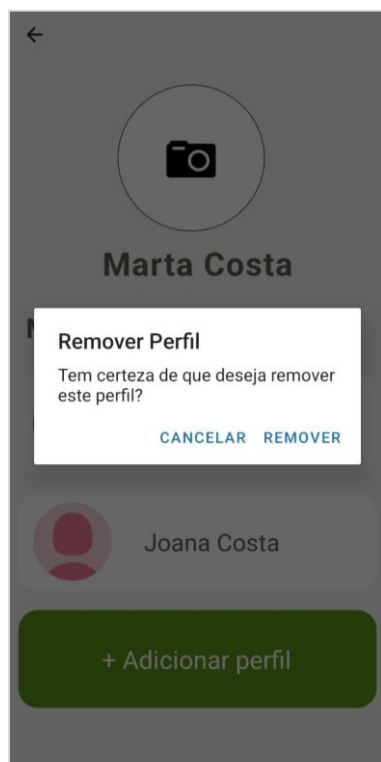 Marta Costa
Remover Perfil
Tem certeza de que deseja remover
este perfil?
CANCELAR REMOVER
Joana Costa
+ Adicionar perfil